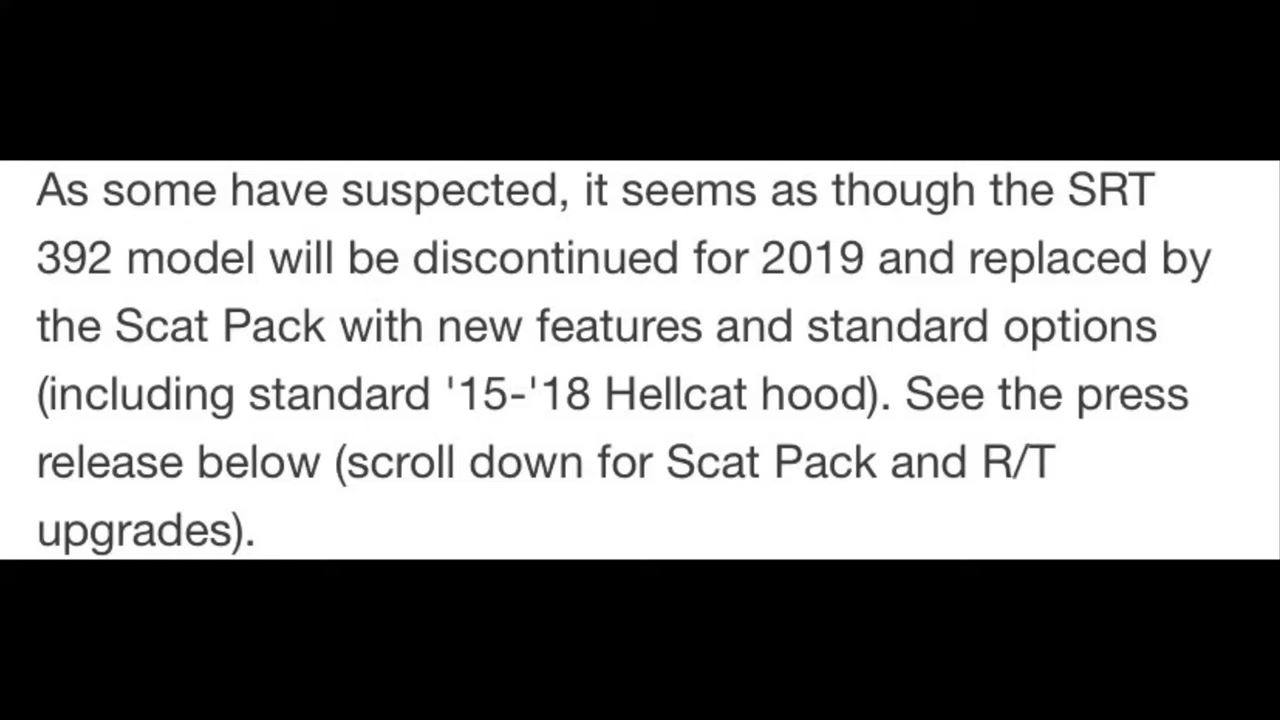 As some have suspected, it seems as though the SRT
392 model will be discontinued for 2019 and replaced by
the Scat Pack with new features and standard options
(including standard '15-'18 Hellcat hood). See the press
release below (scroll down for Scat Pack and R/T
upgrades).